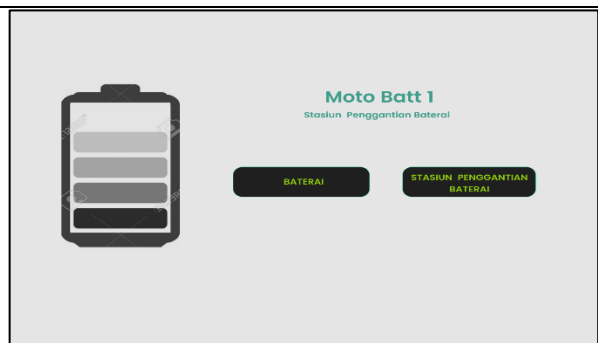 Moto Batt 1
Stasiun Penggantian Baterai
BATERAI
STASIUN PENGGANTIAN
BATERAI